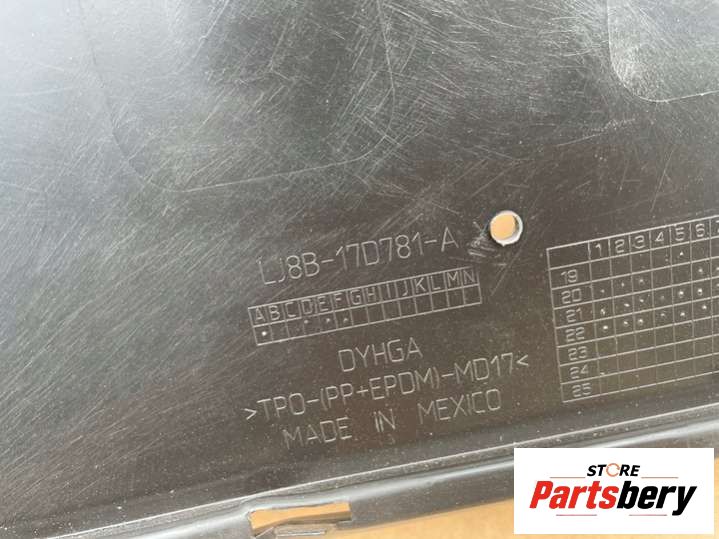 LJ8B-17D781-A
A B C D E F G H I J K L M N
DYHGA
>TPO-(PP+EPDM)-MD17<
MADE IN MEXICO
1 2 3 4 5 6 7
19
20
21
22
23
24
25
STORE
Partsbery